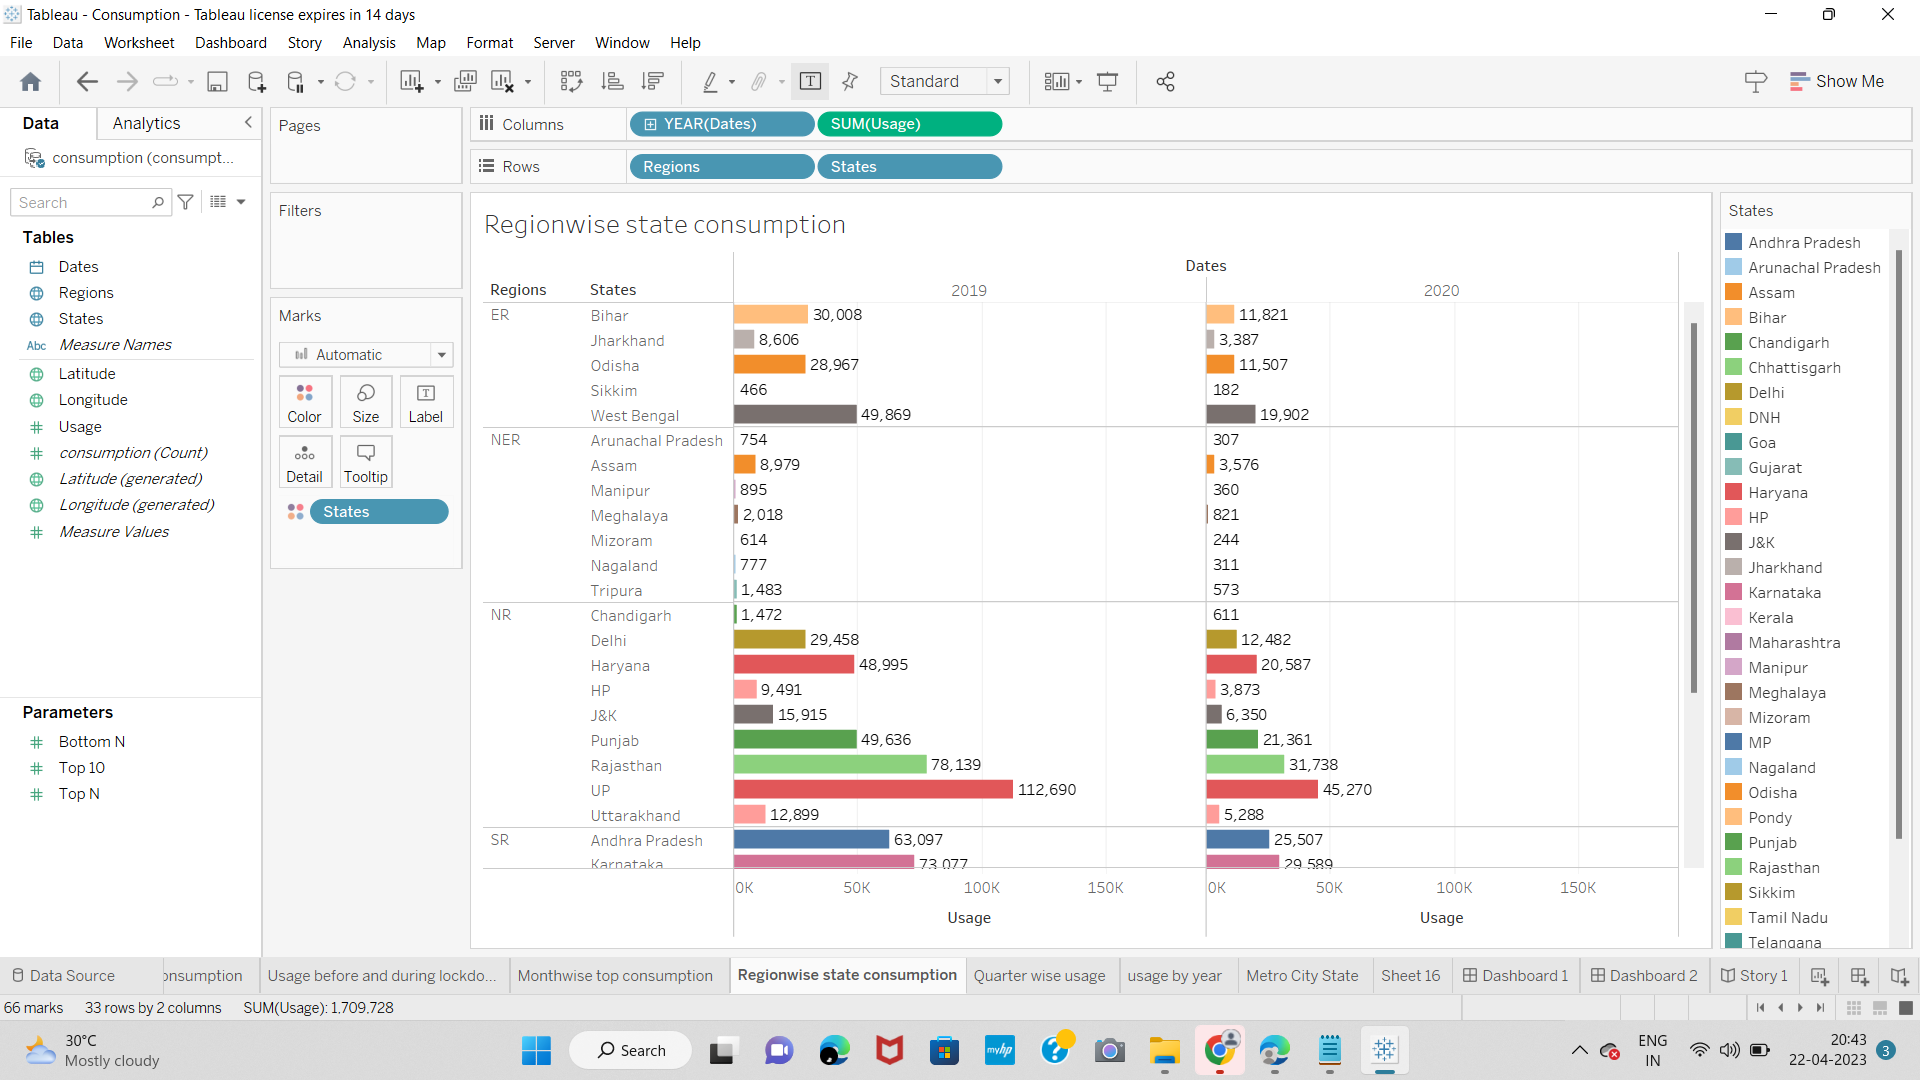 Tableau - Consumption - Tableau license expires in 14 days
File Data Worksheet Dashboard Story Analysis Map Format Server Window Help
Standard
Show Me
Data Analytics
consumption (consumpt...
Search
Tables
Dates
Regions
States
Abc Measure Names
Latitude
Longitude
Usage
consumption (Count)
Latitude (generated)
Longitude (generated)
Measure Values
Parameters
Bottom N
Top 10
Top N
Pages
Filters
Marks
Automatic
Color Size Label
Detail Tooltip
States
Columns YEAR(Dates) SUM(Usage)
Rows Regions States
Regionwise state consumption
Dates
Regions States 2019 2020
ER Bihar 30,008 11,821
Jharkhand 8,606 3,387
Odisha 28,967 11,507
Sikkim 466 182
West Bengal 49,869 19,902
NER Arunachal Pradesh 754 307
Assam 8,979 3,576
Manipur 895 360
Meghalaya 2,018 821
Mizoram 614 244
Nagaland 777 311
Tripura 1,483 573
NR Chandigarh 1,472 611
Delhi 29,458 12,482
Haryana 48,995 20,587
HP 9,491 3,873
J&K 15,915 6,350
Punjab 49,636 21,361
Rajasthan 78,139 31,738
UP 112,690 45,270
Uttarakhand 12,899 5,288
SR Andhra Pradesh 63,097 25,507
Karnataka 73,077 29,589
0K 50K 100K 150K 0K 50K 100K 150K
Usage Usage
States
Andhra Pradesh
Arunachal Pradesh
Assam
Bihar
Chandigarh
Chhattisgarh
Delhi
DNH
Goa
Gujarat
Haryana
HP
J&K
Jharkhand
Karnataka
Kerala
Maharashtra
Manipur
Meghalaya
Mizoram
MP
Nagaland
Odisha
Pondy
Punjab
Rajasthan
Sikkim
Tamil Nadu
Telangana
Data Source onsumption Usage before and during lockdo... Monthwise top consumption Regionwise state consumption Quarter wise usage usage by year Metro City State Sheet 16 Dashboard 1 Dashboard 2 Story 1
66 marks 33 rows by 2 columns SUM(Usage): 1,709,728
30°C
Mostly cloudy
Search
myhp
ENG
IN
20:43
22-04-2023
3